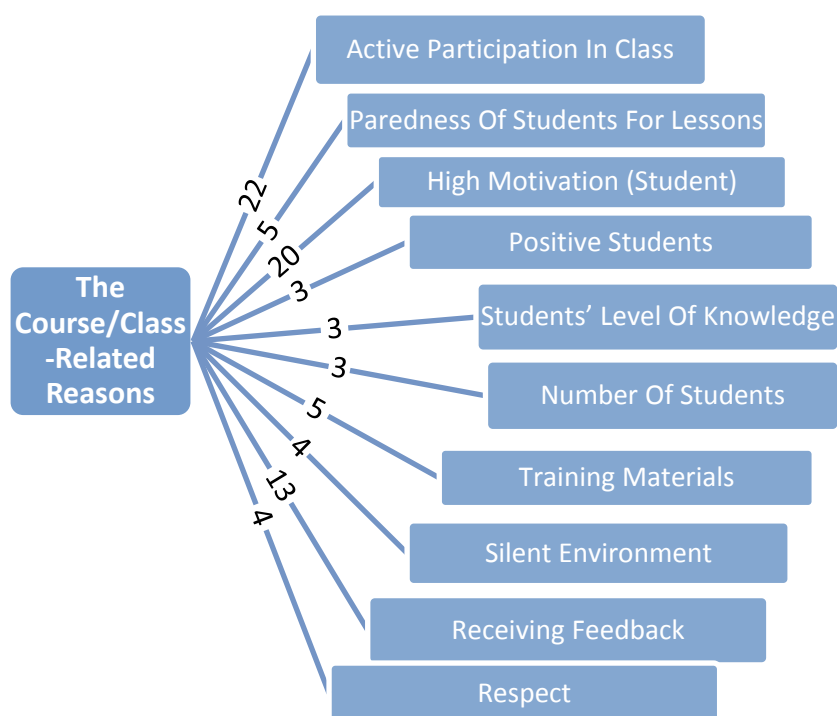 Active Participation In Class
Paredness Of Students For Lessons
High Motivation (Student)
Positive Students
Students’ Level Of Knowledge
Number Of Students
Training Materials
Silent Environment
Receiving Feedback
Respect
22
5
20
3
3
3
5
4
13
4
The
Course/Class
-Related
Reasons